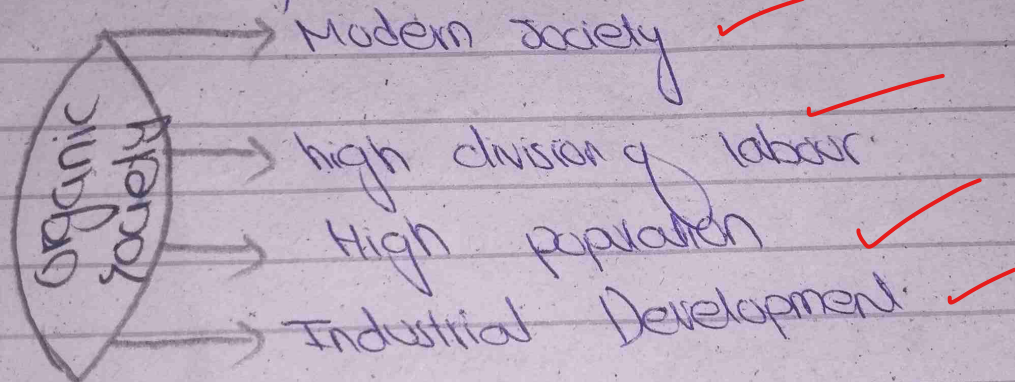 organic
society
Modern society
high division of labour.
High population
Industrial Development.